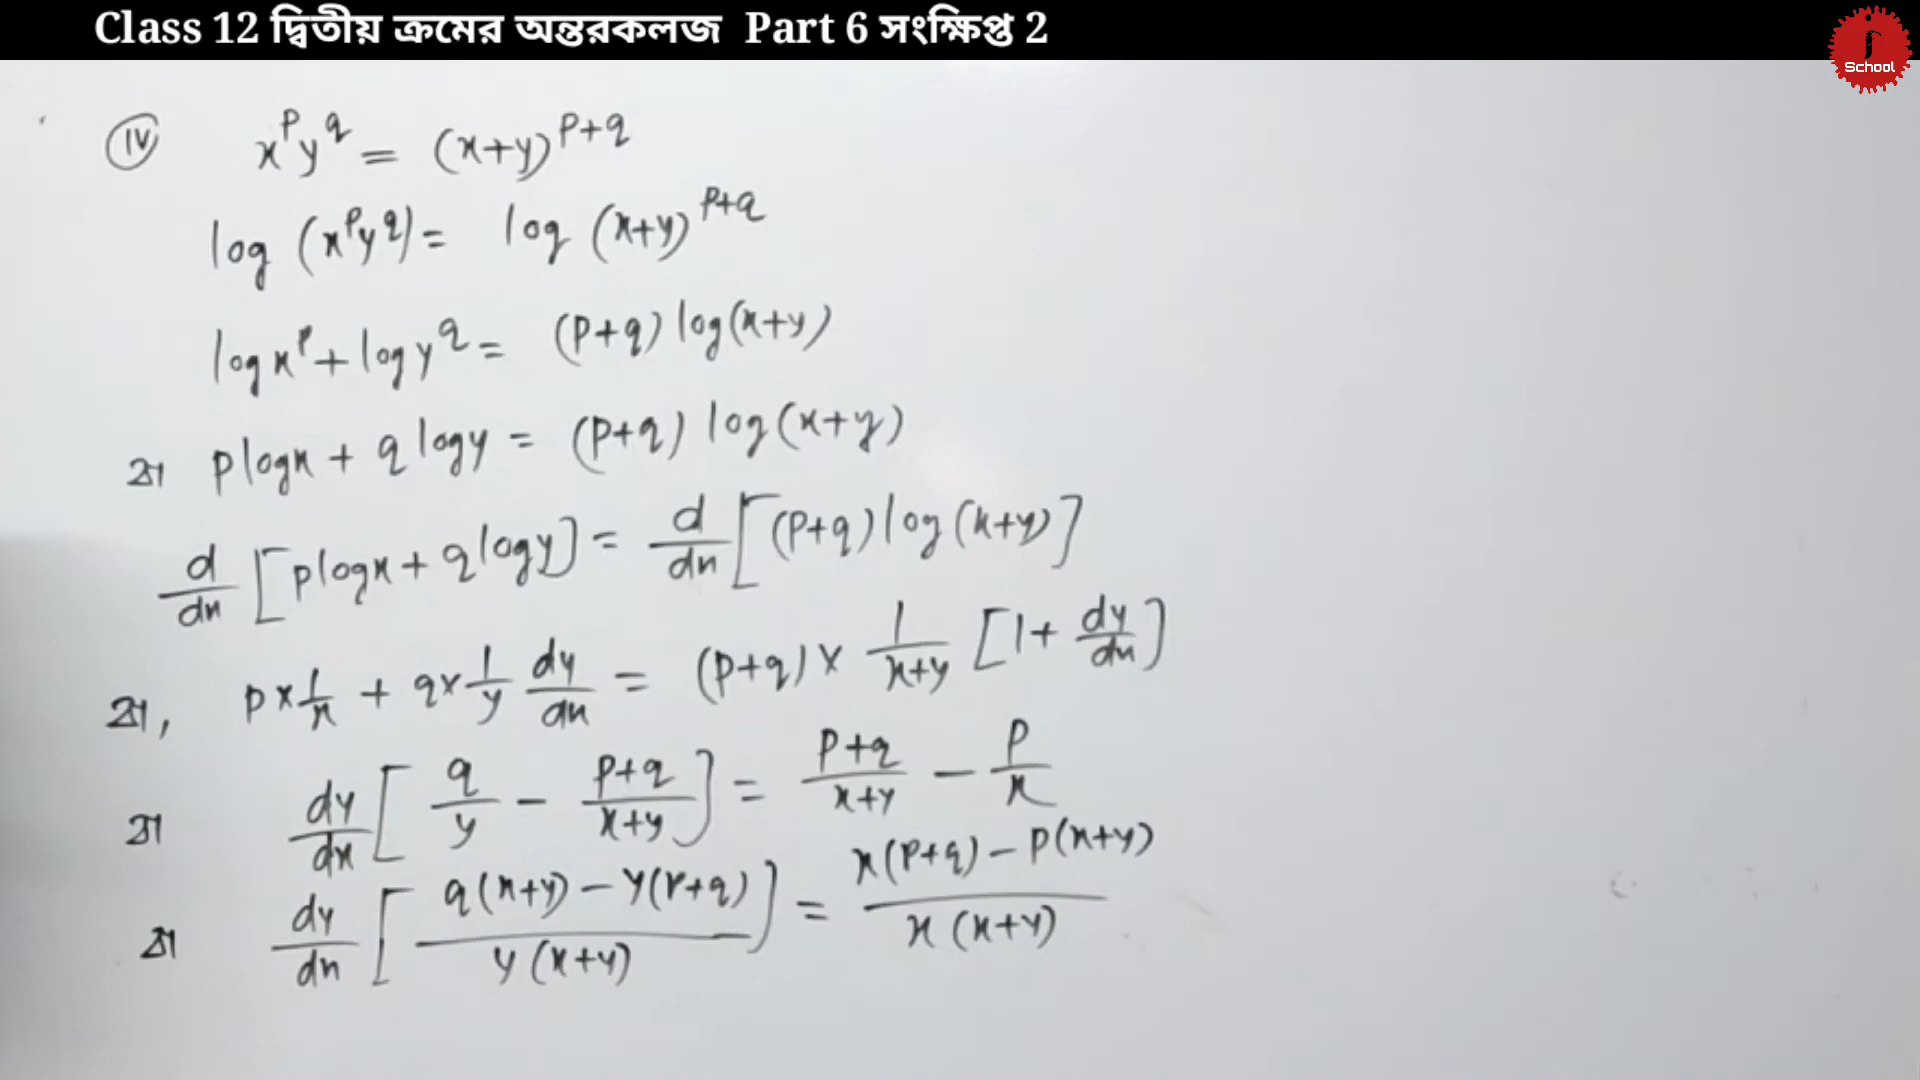 Class 12 দ্বিতীয় ক্রমের অন্তরকলজ Part 6 সংক্ষিপ্ত 2
∫ School
(IV) x^p y^q = (x+y)^{p+q}
log (x^p y^q) = log (x+y)^{p+q}
log x^p + log y^q = (p+q) log(x+y)
বা p log x + q log y = (p+q) log(x+y)
d/dx [p log x + q log y] = d/dx [(p+q) log (x+y)]
বা, p × 1/x + q × 1/y dy/dx = (p+q) × 1/(x+y) [1 + dy/dx]
বা dy/dx [q/y − (p+q)/(x+y)] = (p+q)/(x+y) − p/x
বা dy/dx [(q(x+y) − y(p+q))/(y(x+y))] = (x(p+q) − p(x+y))/(x(x+y))